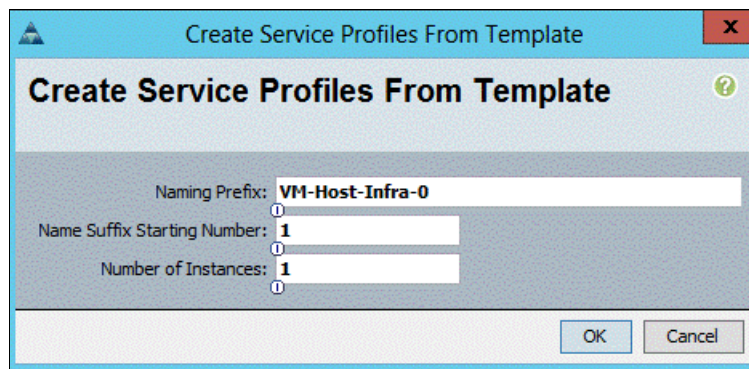 Create Service Profiles From Template
x
Create Service Profiles From Template
?
Naming Prefix: VM-Host-Infra-0
Name Suffix Starting Number: 1
Number of Instances: 1
OK Cancel